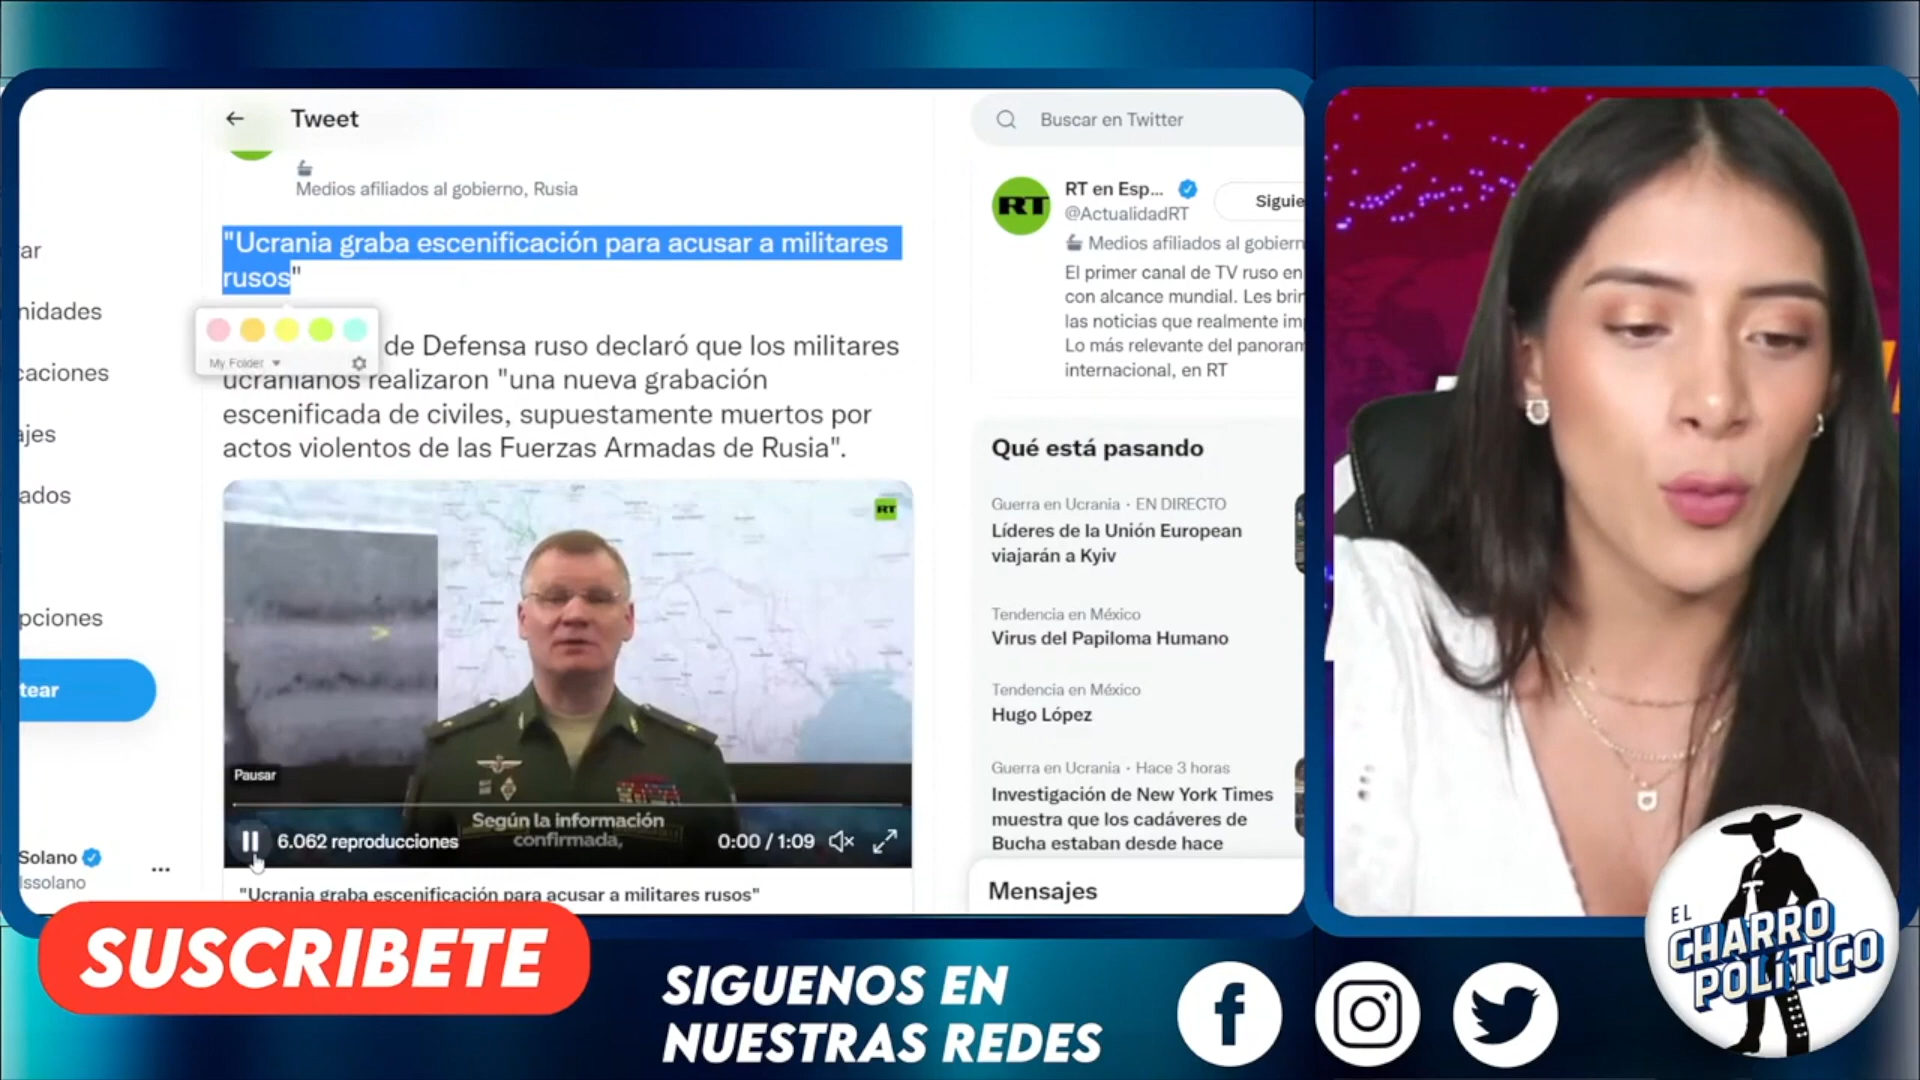 Tweet
Medios afiliados al gobierno, Rusia
"Ucrania graba escenificación para acusar a militares
rusos"
My Folder
de Defensa ruso declaró que los militares
ucranianos realizaron "una nueva grabación
escenificada de civiles, supuestamente muertos por
actos violentos de las Fuerzas Armadas de Rusia".
RT
Pausar
Según la información
confirmada,
6.062 reproducciones
0:00 / 1:09
"Ucrania graba escenificación para acusar a militares rusos"
ar
nidades
caciones
ajes
ados
pciones
tear
Solano
lssolano
Buscar en Twitter
RT
RT en Esp...
@ActualidadRT
Siguie
Medios afiliados al gobiern
El primer canal de TV ruso en
con alcance mundial. Les brin
las noticias que realmente im
Lo más relevante del panoram
internacional, en RT
Qué está pasando
Guerra en Ucrania · EN DIRECTO
Líderes de la Unión European
viajarán a Kyiv
Tendencia en México
Virus del Papiloma Humano
Tendencia en México
Hugo López
Guerra en Ucrania · Hace 3 horas
Investigación de New York Times
muestra que los cadáveres de
Bucha estaban desde hace
Mensajes
SUSCRIBETE
SIGUENOS EN
NUESTRAS REDES
EL
CHARRO
POLÍTICO